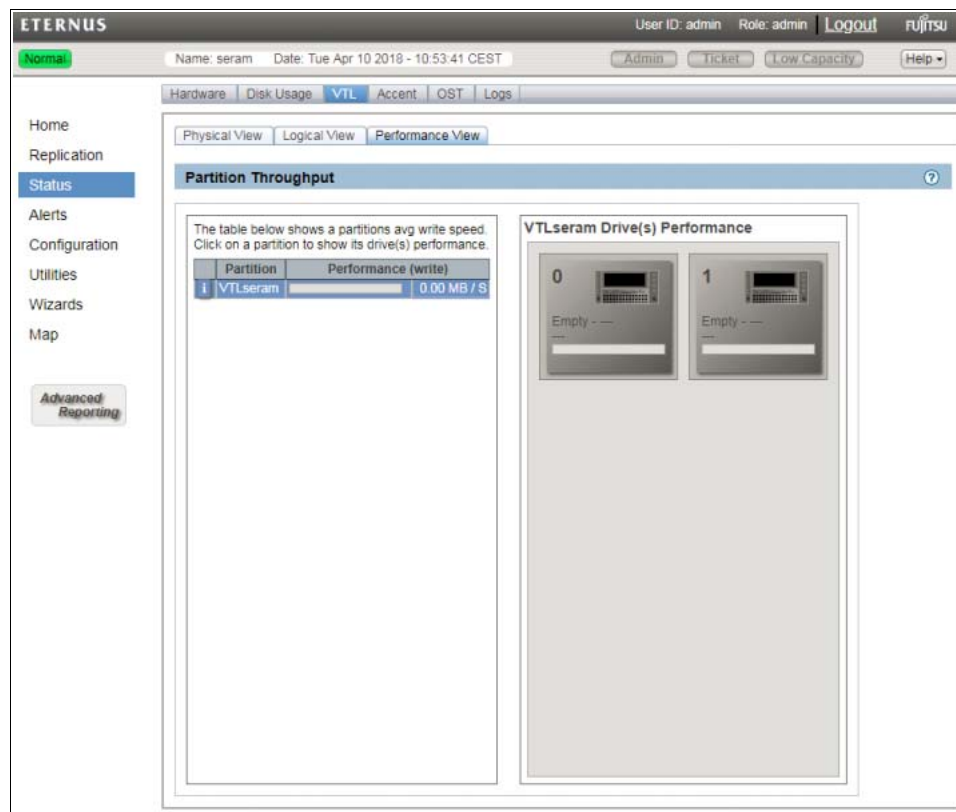 ETERNUS
User ID: admin Role: admin Logout FUJITSU
Normal Name: seram Date: Tue Apr 10 2018 - 10:53:41 CEST Admin Ticket Low Capacity Help
Hardware Disk Usage VTL Accent OST Logs
Home
Replication
Status
Alerts
Configuration
Utilities
Wizards
Map
Advanced
Reporting
Physical View Logical View Performance View
Partition Throughput ?
The table below shows a partitions avg write speed.
Click on a partition to show its drive(s) performance.
Partition Performance (write)
i VTLseram 0.00 MB / S
VTLseram Drive(s) Performance
0 1
Empty - --- Empty - ---
--- ---